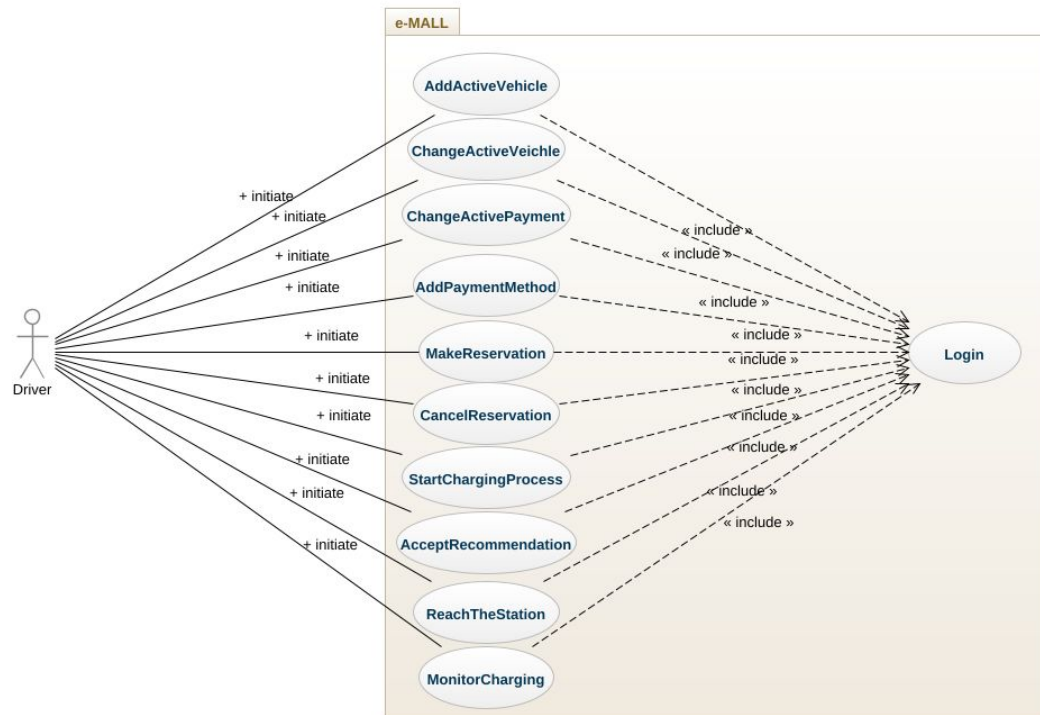 e-MALL
AddActiveVehicle
ChangeActiveVeichle
+ initiate
+ initiate
ChangeActivePayment
« include »
+ initiate
« include »
+ initiate
AddPaymentMethod
« include »
+ initiate
MakeReservation
« include »
Login
« include »
+ initiate
Driver
« include »
CancelReservation
+ initiate
« include »
« include »
+ initiate
StartChargingProcess
+ initiate
« include »
« include »
+ initiate
AcceptRecommendation
ReachTheStation
MonitorCharging